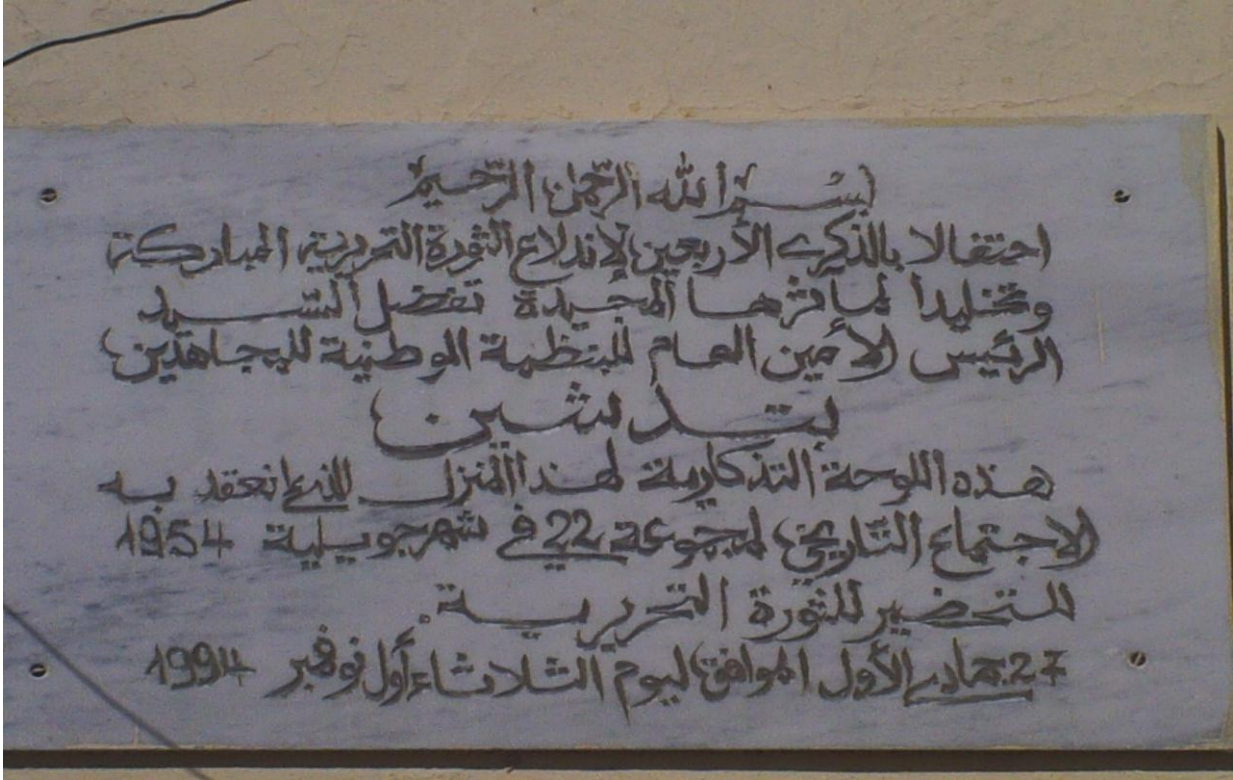 بسم الله الرحمان الرحيم
احتفالا بالذكرى الأربعين لإندلاع الثورة التحريرية المباركة
وتخليدا لمآثرها المجيدة تفضل السيد
الرئيس الأمين العام للمنظمة الوطنية للمجاهدين
بتدشين
هذه اللوحة التذكارية لهذا المنزل الذي انعقد به
الاجتماع التاريخي لمجموعة 22 في شهر جويلية 1954
للتحضير للثورة التحريرية.
27 جمادى الأول الموافق ليوم الثلاثاء أول نوفمبر 1994